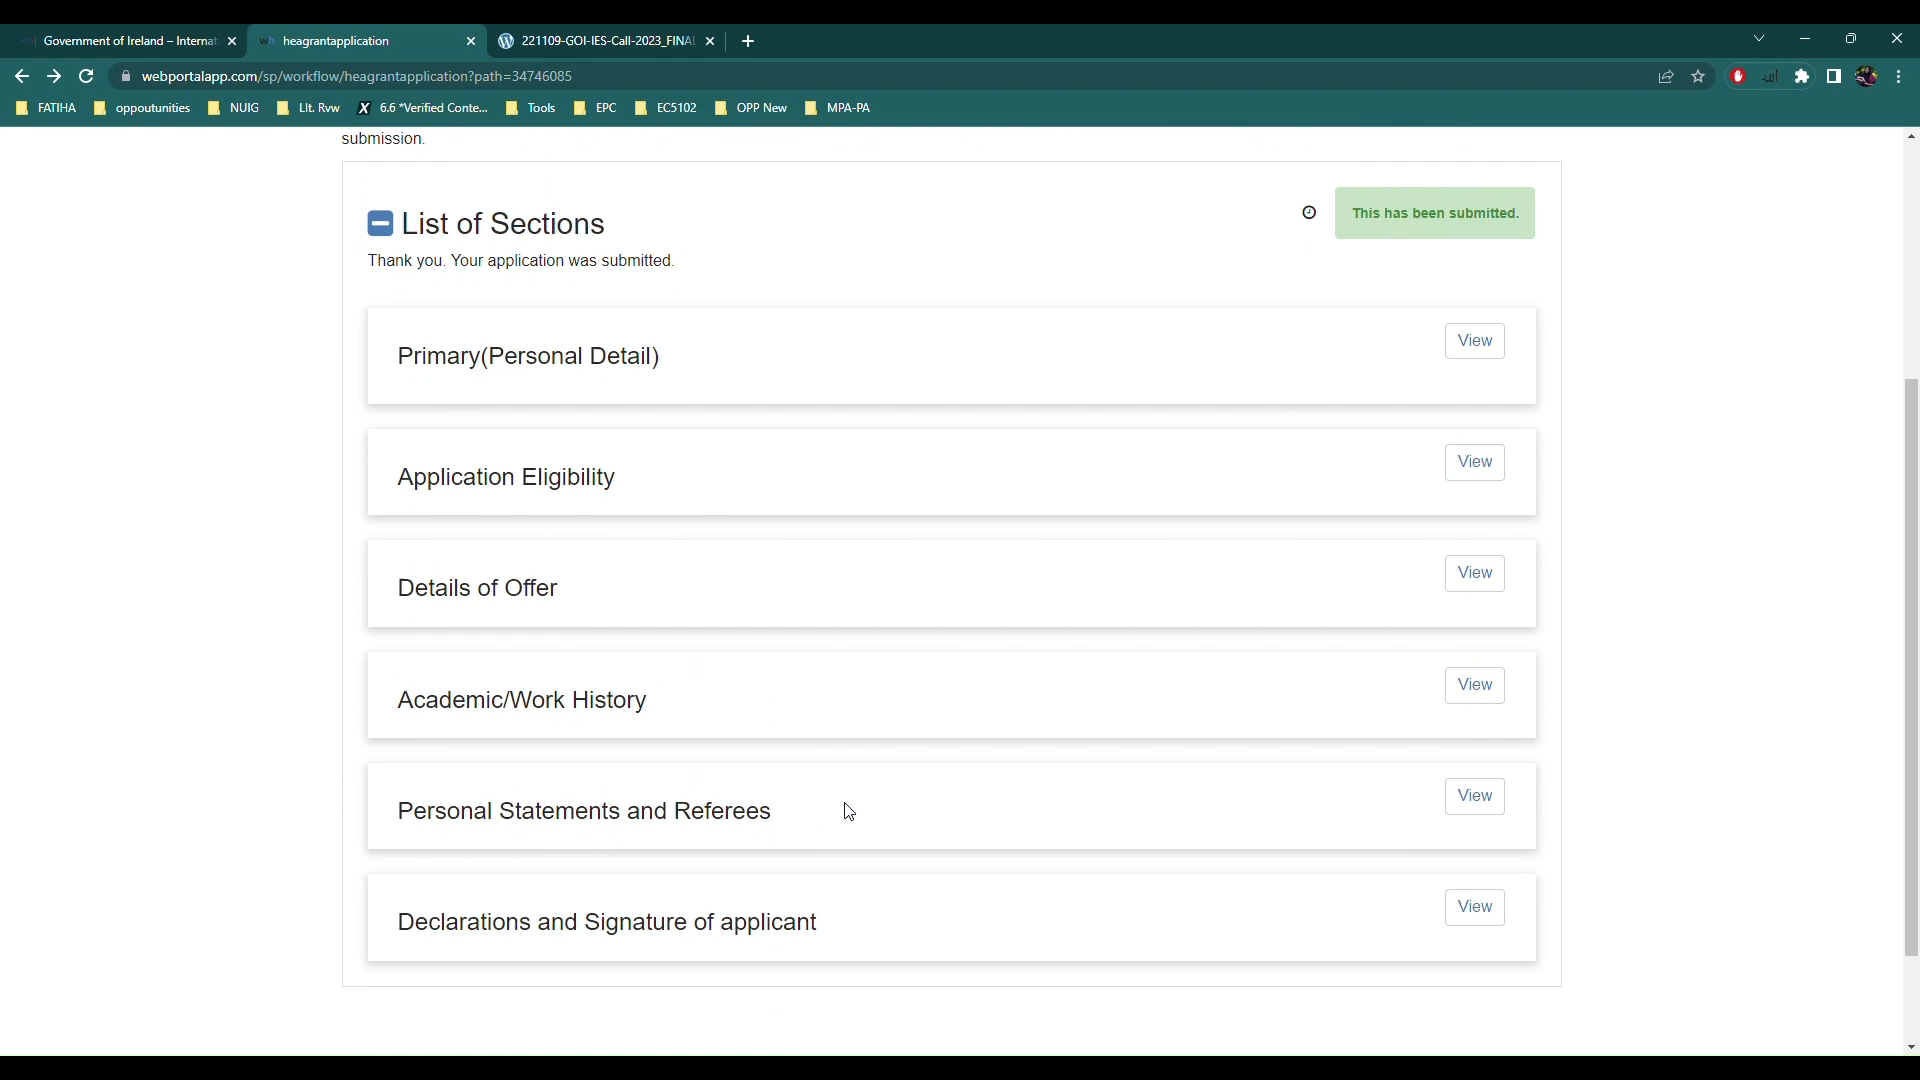 Government of Ireland – Internat
heagrantapplication
221109-GOI-IES-Call-2023_FINAL
webportalapp.com/sp/workflow/heagrantapplication?path=34746085
FATIHA
oppoutunities
NUIG
LIt. Rvw
X 6.6 *Verified Conte...
Tools
EPC
EC5102
OPP New
MPA-PA
submission.
List of Sections
This has been submitted.
Thank you. Your application was submitted.
Primary(Personal Detail)
View
Application Eligibility
View
Details of Offer
View
Academic/Work History
View
Personal Statements and Referees
View
Declarations and Signature of applicant
View